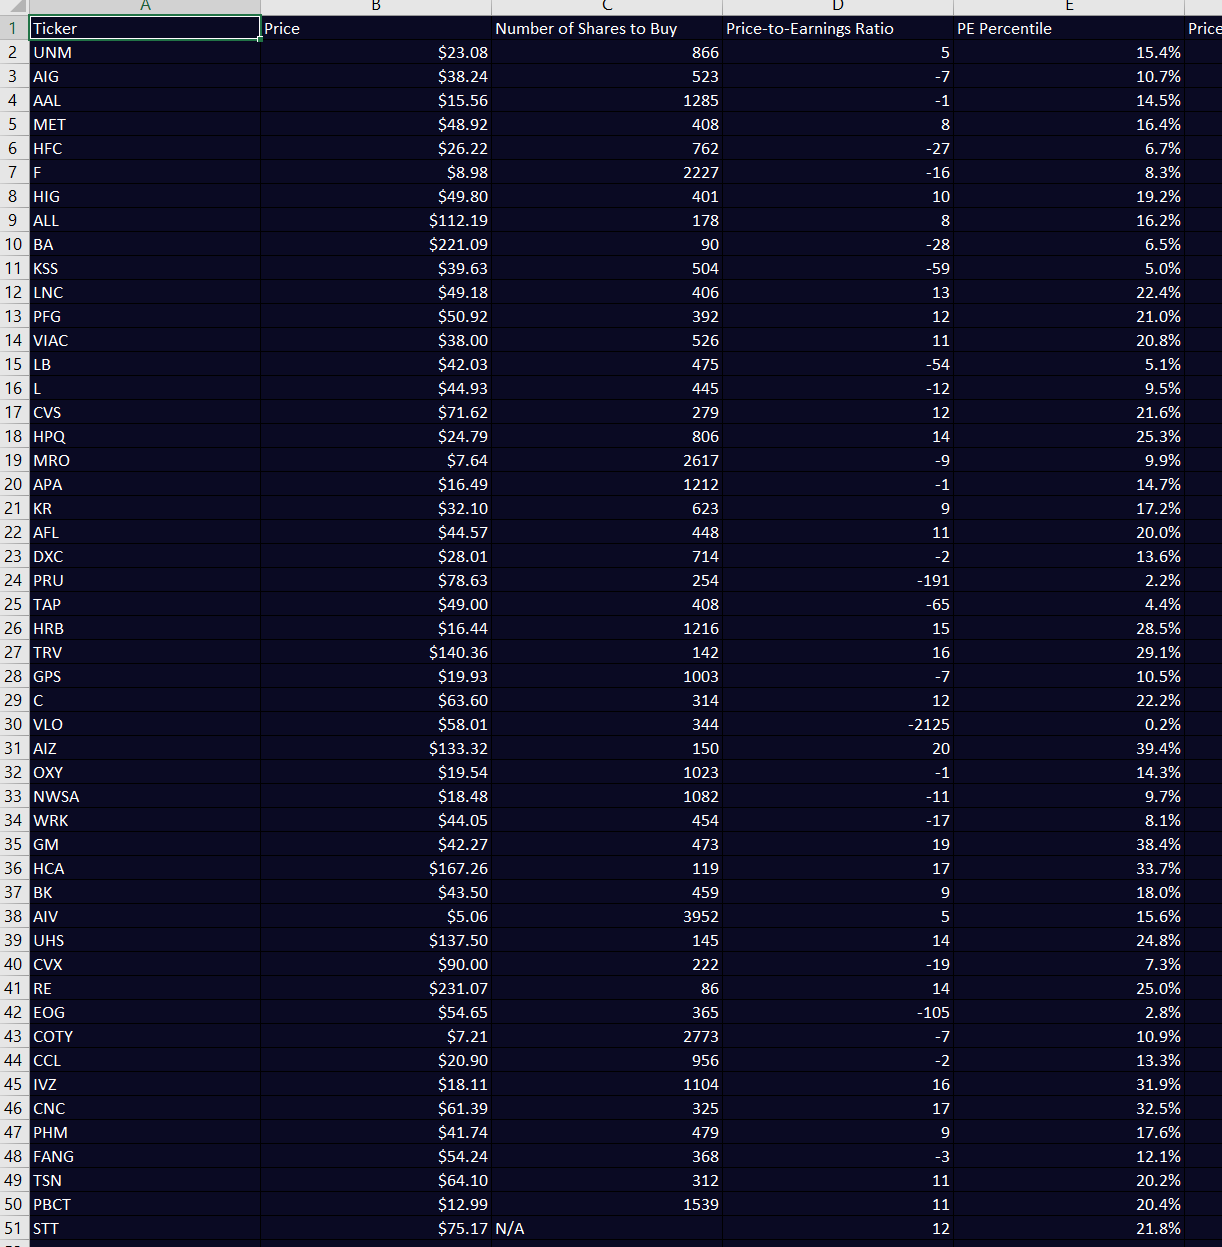 A B C D E
1 Ticker Price Number of Shares to Buy Price-to-Earnings Ratio PE Percentile Price
2 UNM $23.08 866 5 15.4%
3 AIG $38.24 523 -7 10.7%
4 AAL $15.56 1285 -1 14.5%
5 MET $48.92 408 8 16.4%
6 HFC $26.22 762 -27 6.7%
7 F $8.98 2227 -16 8.3%
8 HIG $49.80 401 10 19.2%
9 ALL $112.19 178 8 16.2%
10 BA $221.09 90 -28 6.5%
11 KSS $39.63 504 -59 5.0%
12 LNC $49.18 406 13 22.4%
13 PFG $50.92 392 12 21.0%
14 VIAC $38.00 526 11 20.8%
15 LB $42.03 475 -54 5.1%
16 L $44.93 445 -12 9.5%
17 CVS $71.62 279 12 21.6%
18 HPQ $24.79 806 14 25.3%
19 MRO $7.64 2617 -9 9.9%
20 APA $16.49 1212 -1 14.7%
21 KR $32.10 623 9 17.2%
22 AFL $44.57 448 11 20.0%
23 DXC $28.01 714 -2 13.6%
24 PRU $78.63 254 -191 2.2%
25 TAP $49.00 408 -65 4.4%
26 HRB $16.44 1216 15 28.5%
27 TRV $140.36 142 16 29.1%
28 GPS $19.93 1003 -7 10.5%
29 C $63.60 314 12 22.2%
30 VLO $58.01 344 -2125 0.2%
31 AIZ $133.32 150 20 39.4%
32 OXY $19.54 1023 -1 14.3%
33 NWSA $18.48 1082 -11 9.7%
34 WRK $44.05 454 -17 8.1%
35 GM $42.27 473 19 38.4%
36 HCA $167.26 119 17 33.7%
37 BK $43.50 459 9 18.0%
38 AIV $5.06 3952 5 15.6%
39 UHS $137.50 145 14 24.8%
40 CVX $90.00 222 -19 7.3%
41 RE $231.07 86 14 25.0%
42 EOG $54.65 365 -105 2.8%
43 COTY $7.21 2773 -7 10.9%
44 CCL $20.90 956 -2 13.3%
45 IVZ $18.11 1104 16 31.9%
46 CNC $61.39 325 17 32.5%
47 PHM $41.74 479 9 17.6%
48 FANG $54.24 368 -3 12.1%
49 TSN $64.10 312 11 20.2%
50 PBCT $12.99 1539 11 20.4%
51 STT $75.17 N/A 12 21.8%